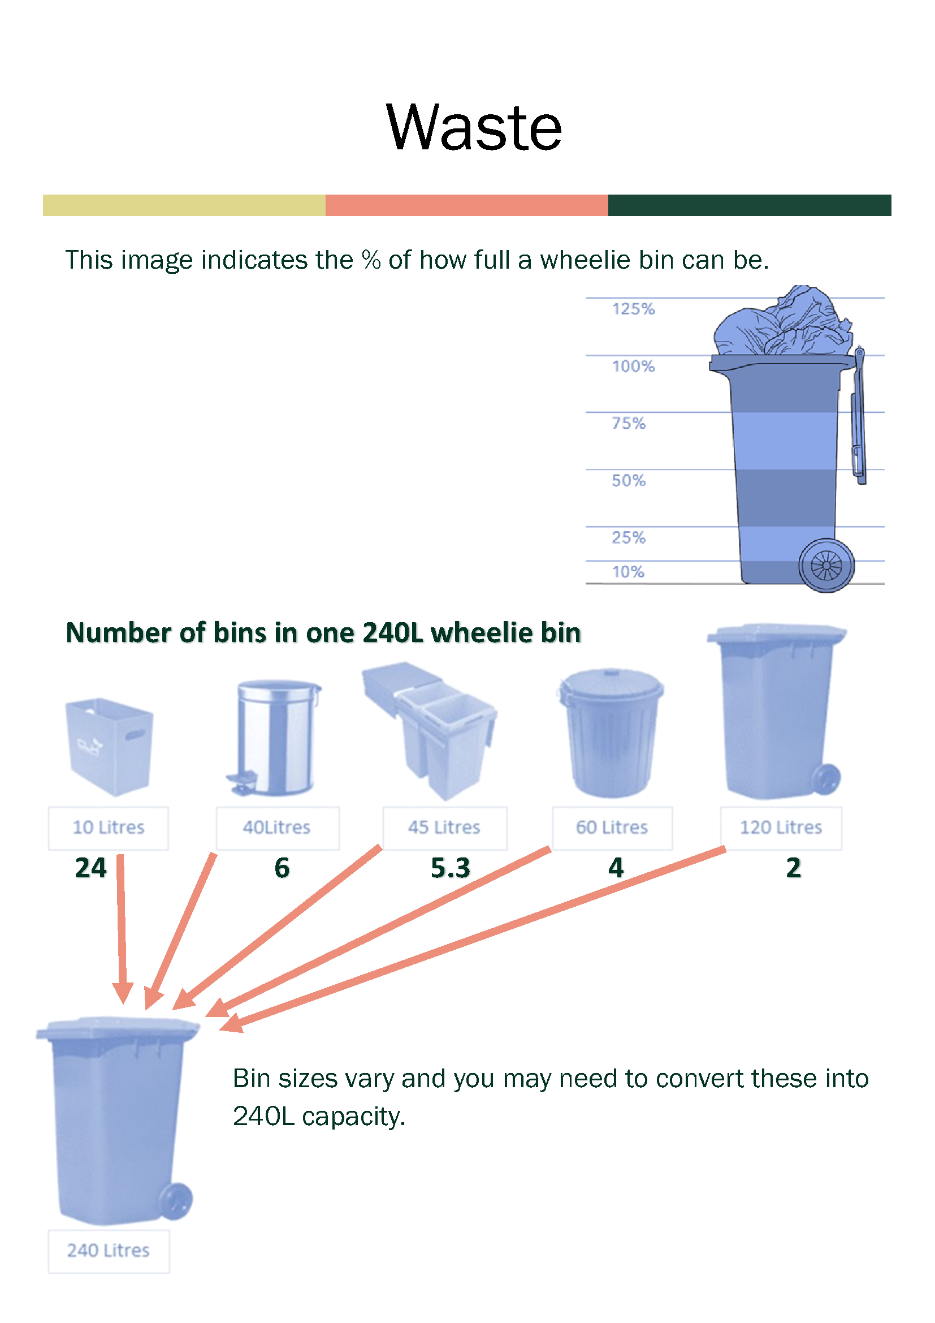 Waste
This image indicates the % of how full a wheelie bin can be.
125%
100%
75%
50%
25%
10%
Number of bins in one 240L wheelie bin
10 Litres
40Litres
45 Litres
60 Litres
120 Litres
24
6
5.3
4
2
Bin sizes vary and you may need to convert these into
240L capacity.
240 Litres